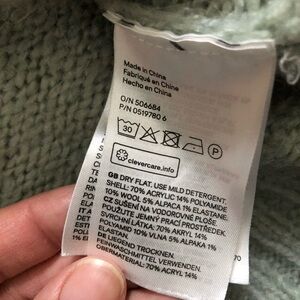 Made in China
Fabriqué en Chine
Hecho en China
O/N 506684
P/N 0519780 6
30
P
clevercare.info
GB DRY FLAT. USE MILD DETERGENT.
SHELL: 70% ACRYLIC 14% POLYAMIDE
10% WOOL 5% ALPACA 1% ELASTANE.
CZ SUŠENÍ NA VODOROVNÉ PLOŠE
POUŽIJTE JEMNÝ PRACÍ PROSTŘEDEK
SVRCHNÍ MATERIÁL: 70% AKRYL 14%
POLYAMID 10% VLNA 5% ALPAKA 1%
ELASTAN
DE LIEGEND TROCKNEN.
FEINWASCHMITTEL VERWENDEN.
OBERMATERIAL: 70% ACRYL 14%